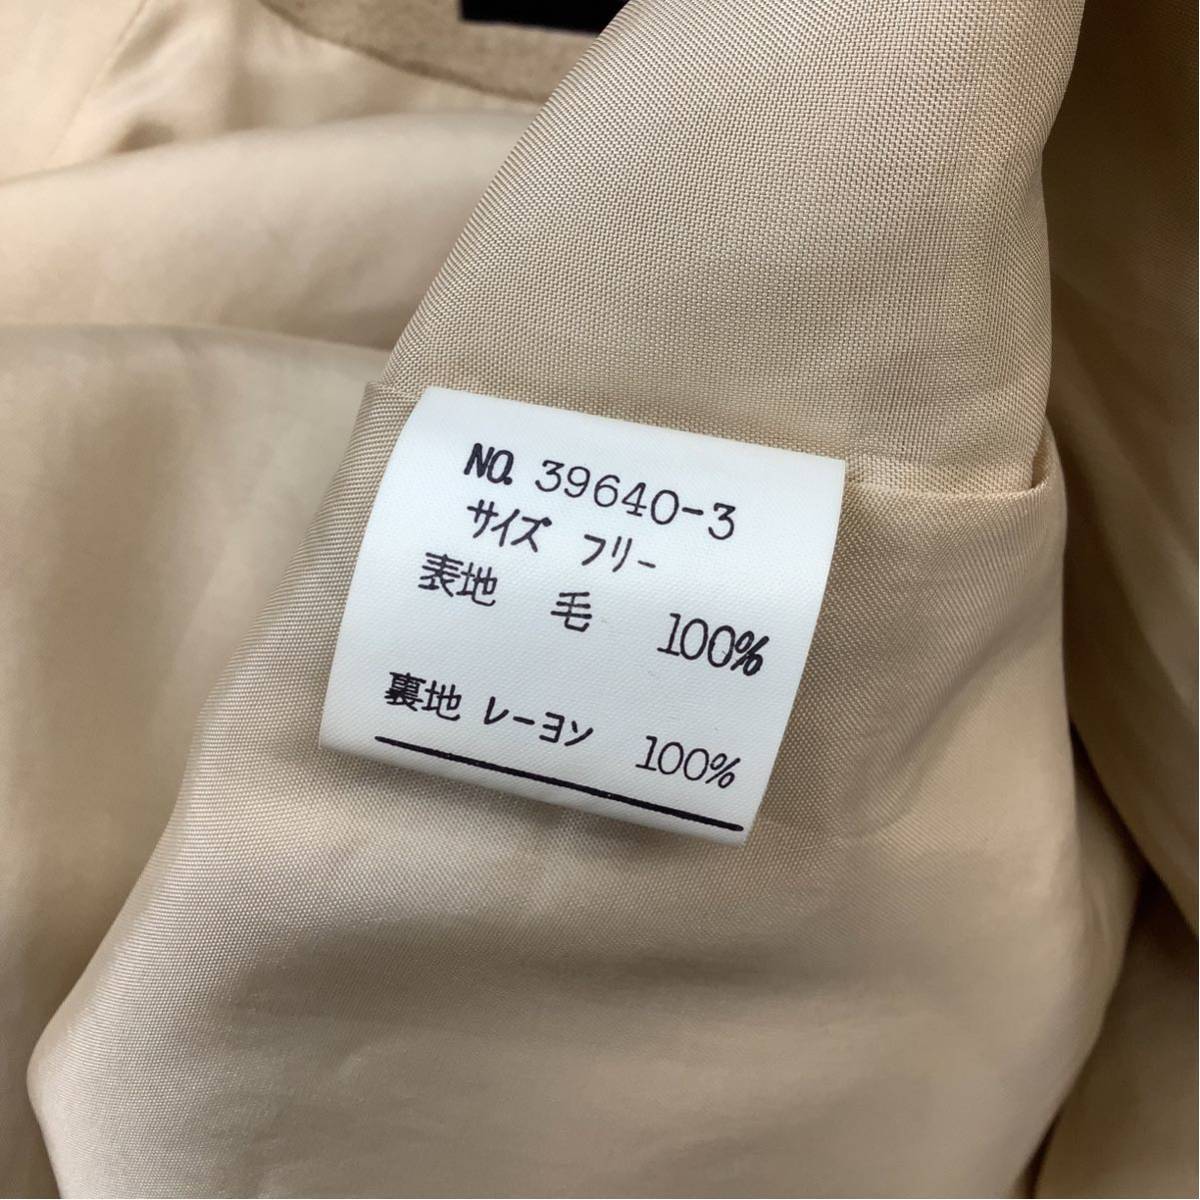 NO. 39640-3
サイズ フリー
表地 毛 100%
裏地 レーヨン 100%